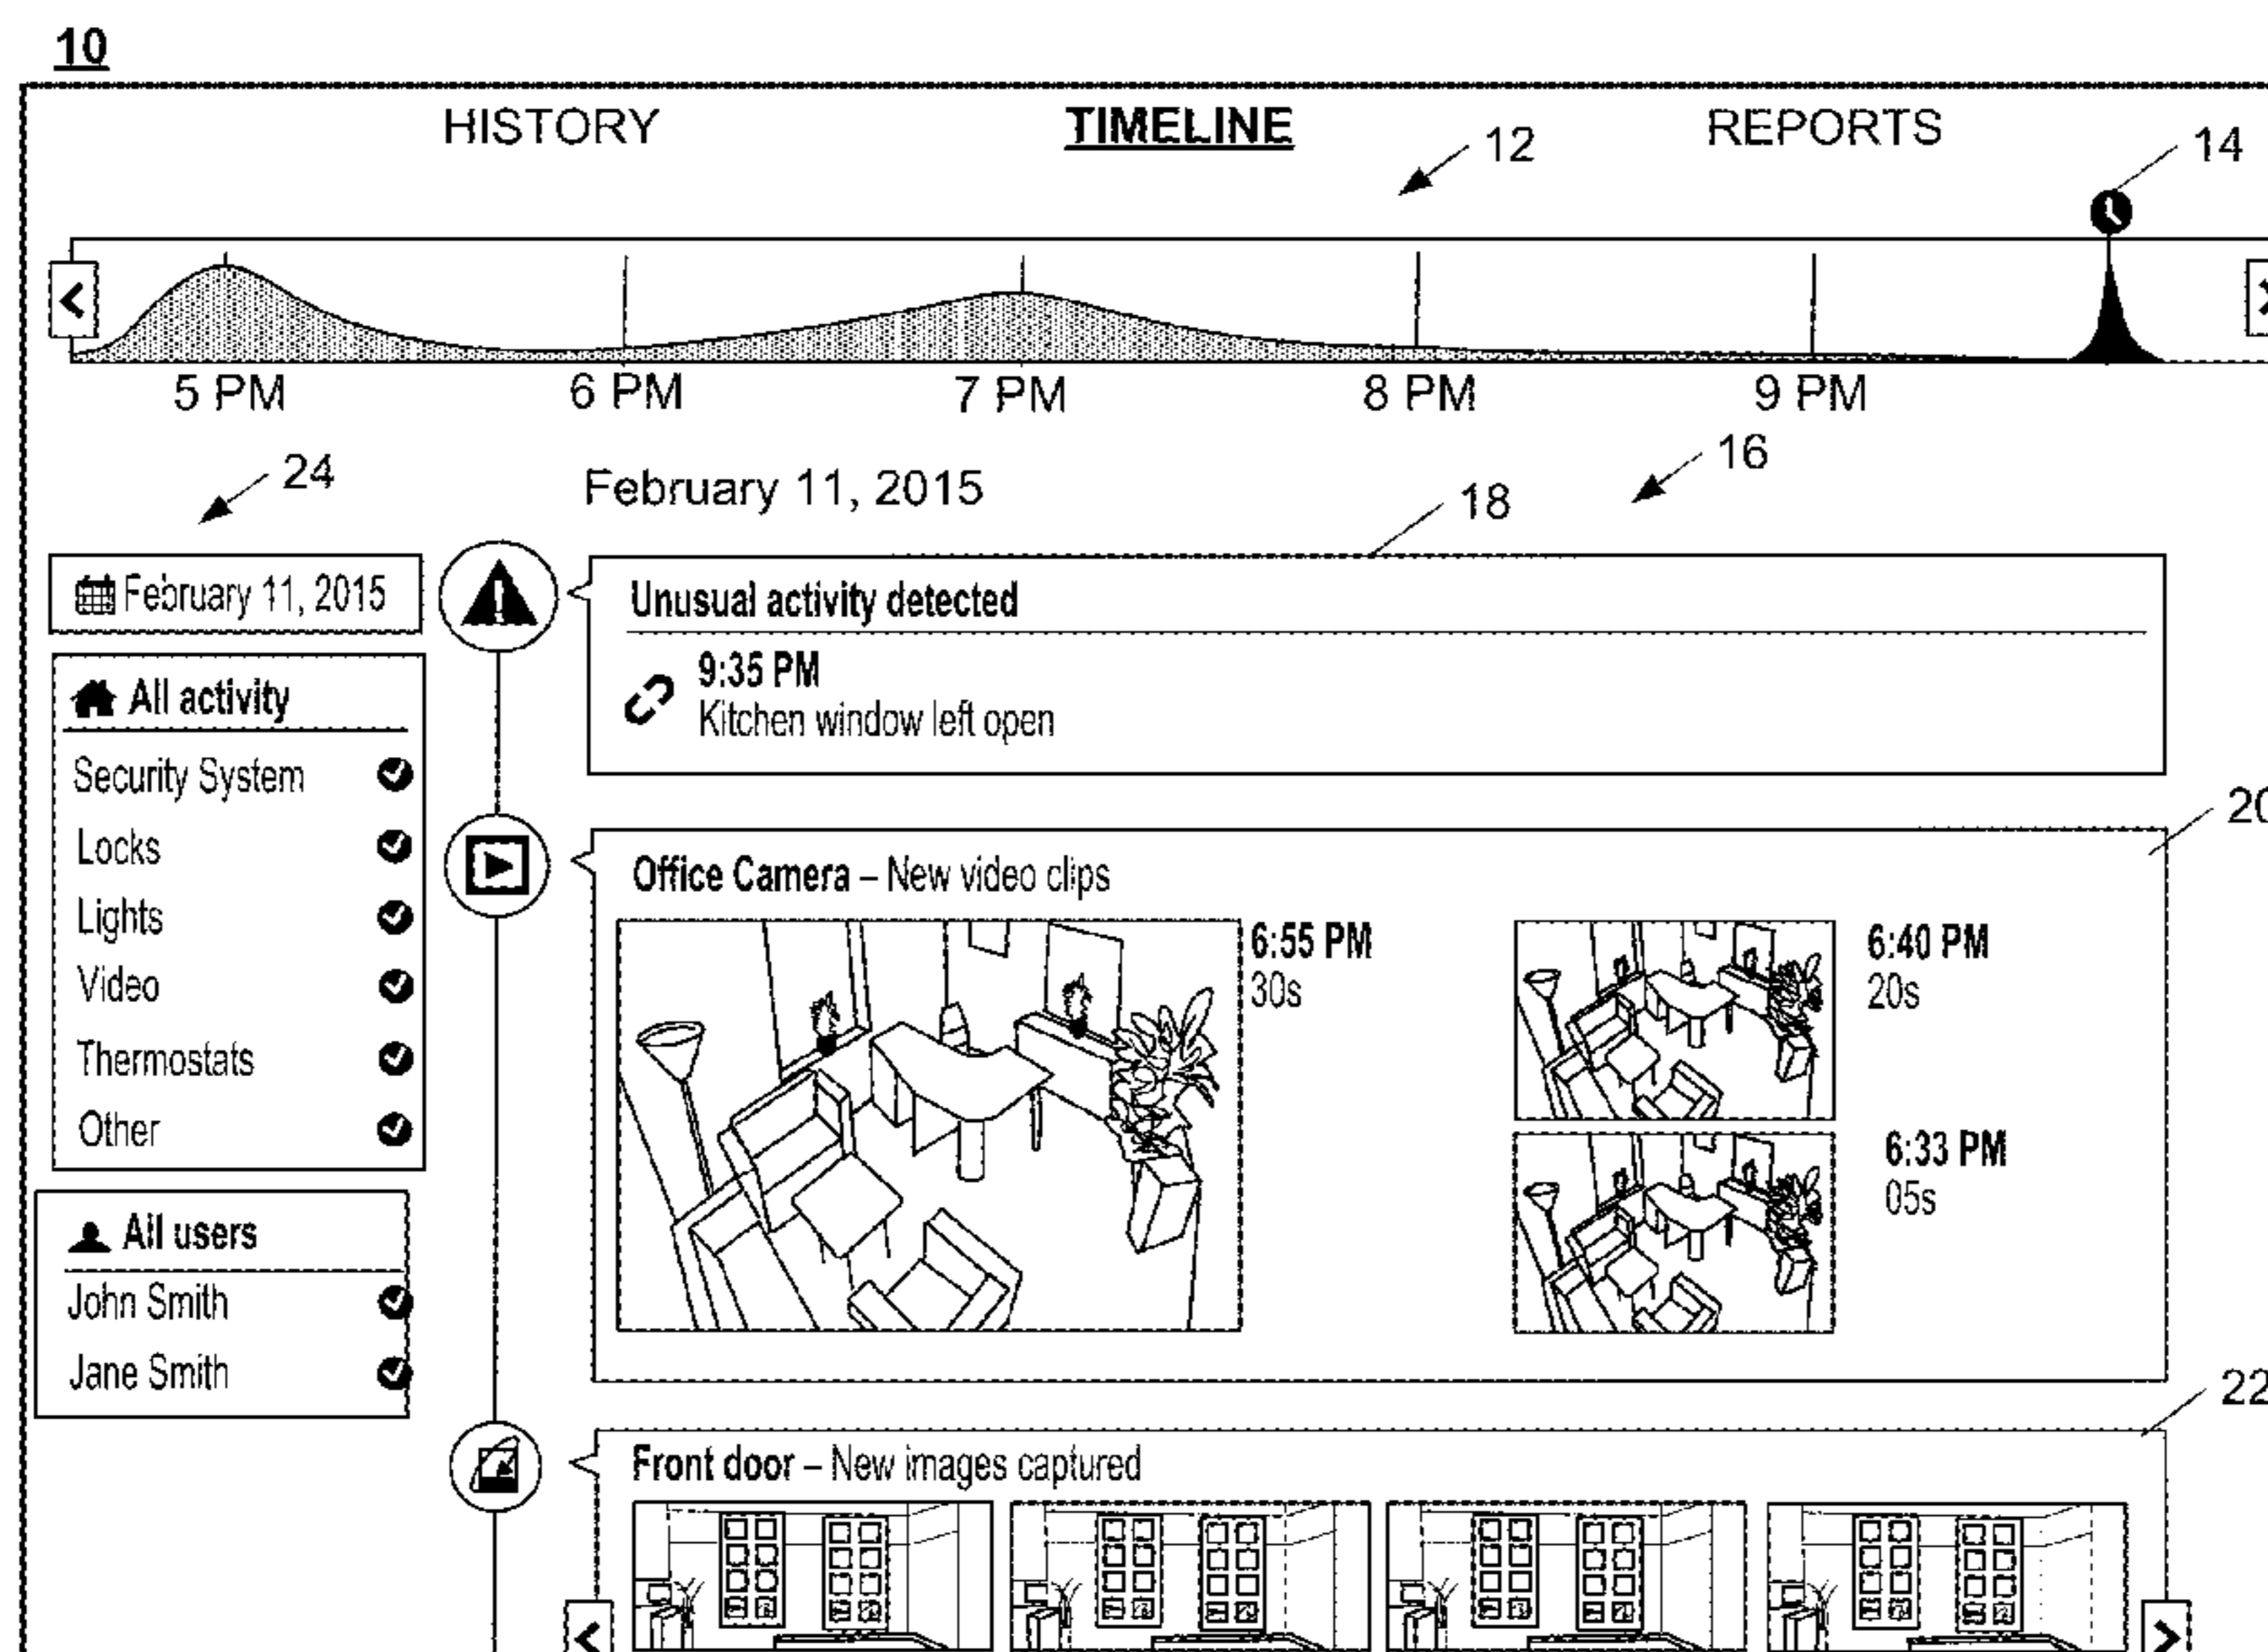 10
HISTORY TIMELINE REPORTS
12
14
5 PM 6 PM 7 PM 8 PM 9 PM
24
16
February 11, 2015
18
February 11, 2015
Unusual activity detected
9:35 PM
Kitchen window left open
All activity
Security System
Locks
Lights
Video
Thermostats
Other
All users
John Smith
Jane Smith
20
Office Camera – New video clips
6:55 PM
30s
6:40 PM
20s
6:33 PM
05s
22
Front door – New images captured